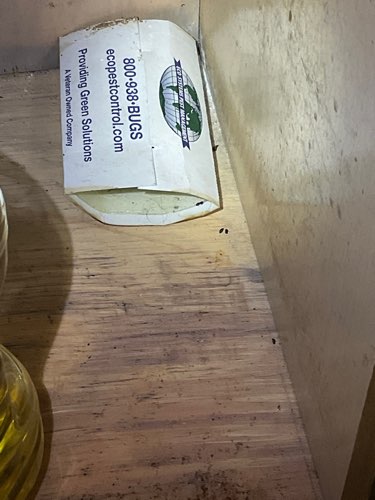 800-938-BUGS
ecopestcontrol.com
Providing Green Solutions
A Veteran Owned Company